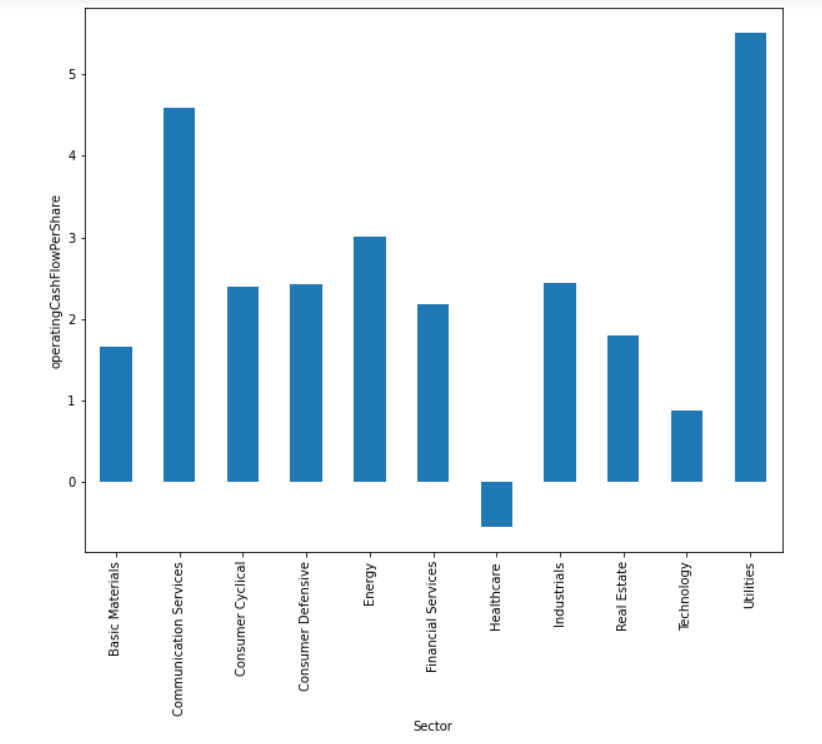 5
4
3
2
1
0
operatingCashFlowPerShare
Basic Materials
Communication Services
Consumer Cyclical
Consumer Defensive
Energy
Financial Services
Healthcare
Industrials
Real Estate
Technology
Utilities
Sector